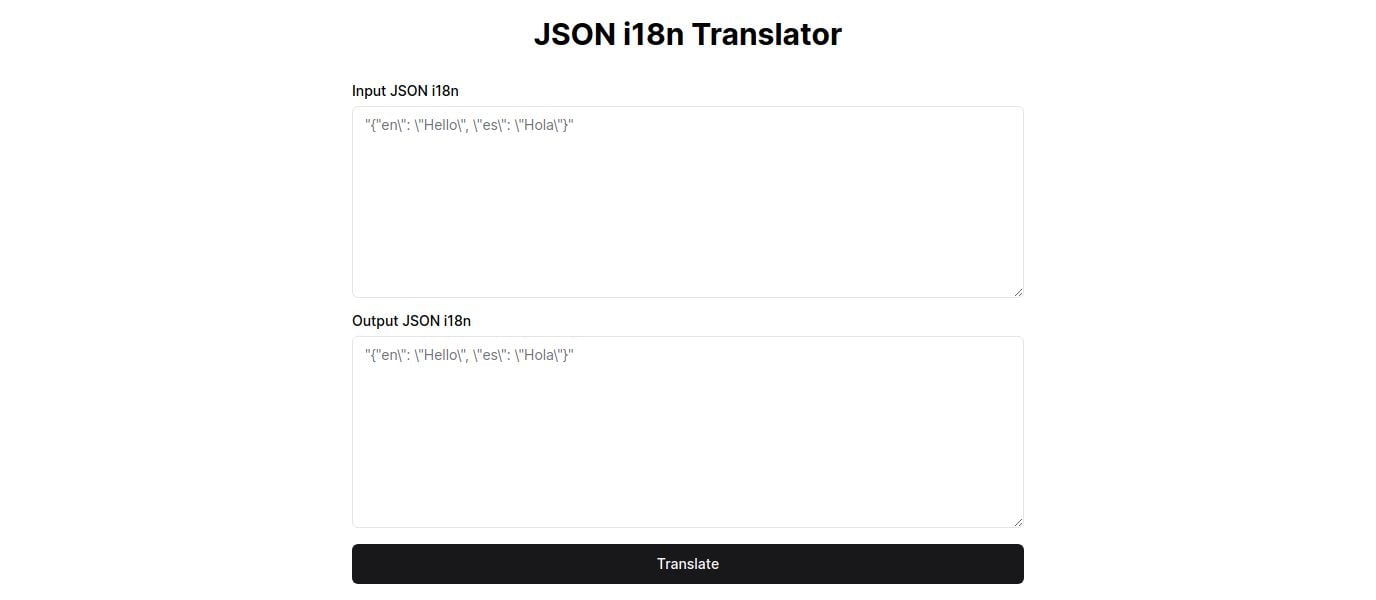 JSON i18n Translator
Input JSON i18n
"{"en\": \"Hello\", \"es\": \"Hola\"}"
Output JSON i18n
"{"en\": \"Hello\", \"es\": \"Hola\"}"
Translate